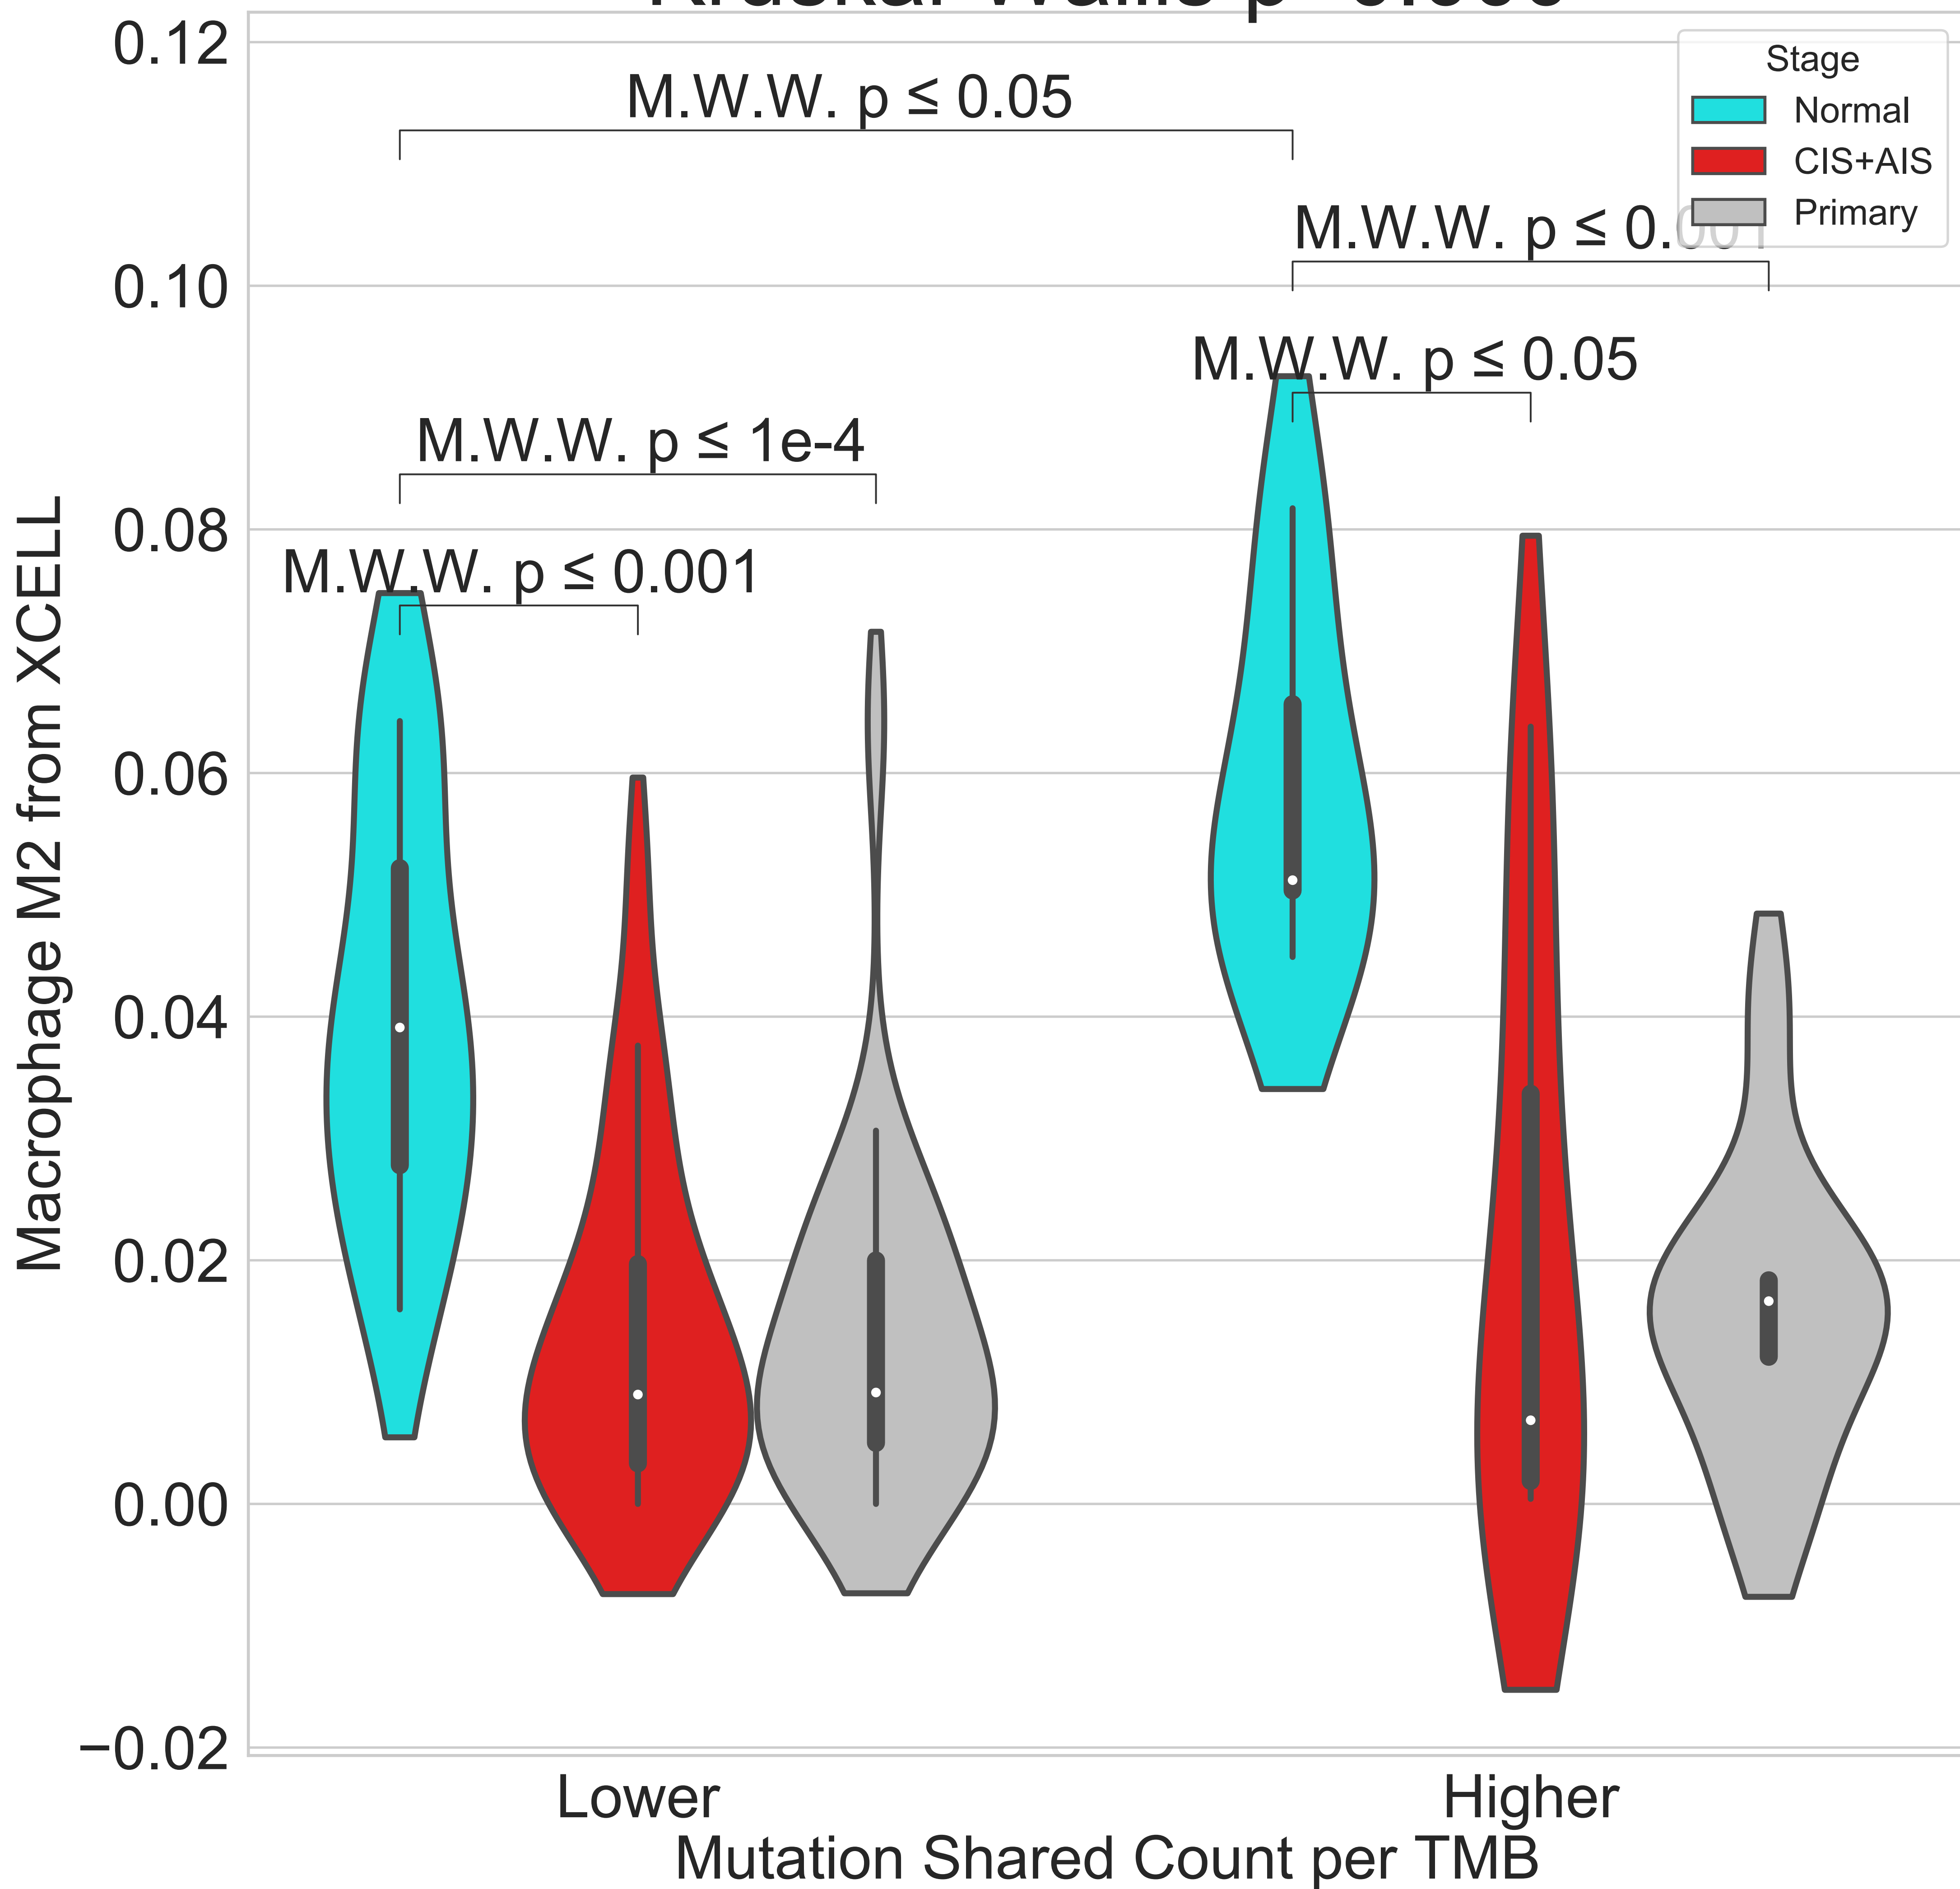 0.12
M.W.W. p ≤ 0.05
Stage
Normal
CIS+AIS
Primary
M.W.W. p ≤ 0.001
0.10
M.W.W. p ≤ 0.05
M.W.W. p ≤ 1e-4
0.08
M.W.W. p ≤ 0.001
0.06
0.04
0.02
0.00
−0.02
Macrophage M2 from XCELL
Lower
Higher
Mutation Shared Count per TMB